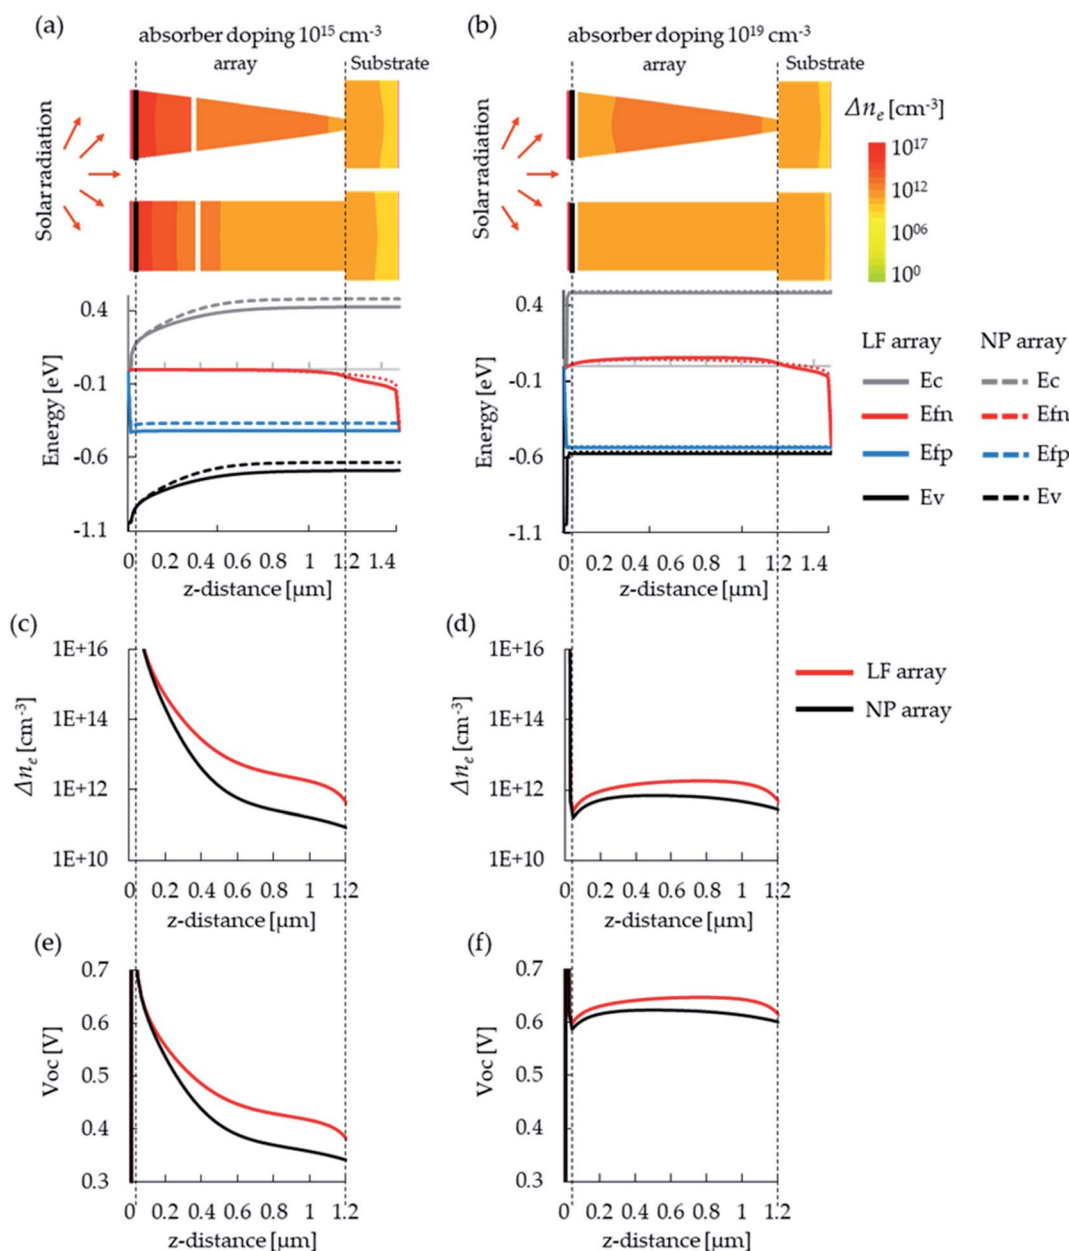 (a)
absorber doping 10¹⁵ cm⁻³
array
Substrate
Solar radiation
(b)
absorber doping 10¹⁹ cm⁻³
array
Substrate
Solar radiation
Δnₑ [cm⁻³]
10¹⁷
10¹²
10⁰⁶
10⁰
Energy [eV]
0.4
-0.1
-0.6
-1.1
0 0.2 0.4 0.6 1 1.2 1.4
z-distance [μm]
Energy [eV]
0.4
-0.1
-0.6
-1.1
0 0.2 0.4 0.6 1 1.2 1.4
z-distance [μm]
LF array NP array
Ec Ec
Efn Efn
Efp Efp
Ev Ev
(c)
Δnₑ [cm⁻³]
1E+16
1E+14
1E+12
1E+10
0 0.2 0.4 0.6 0.8 1 1.2
z-distance [μm]
(d)
Δnₑ [cm⁻³]
1E+16
1E+14
1E+12
1E+10
0 0.2 0.4 0.6 0.8 1 1.2
z-distance [μm]
LF array
NP array
(e)
Voc [V]
0.7
0.6
0.5
0.4
0.3
0 0.2 0.4 0.6 0.8 1 1.2
z-distance [μm]
(f)
Voc [V]
0.7
0.6
0.5
0.4
0.3
0 0.2 0.4 0.6 0.8 1 1.2
z-distance [μm]